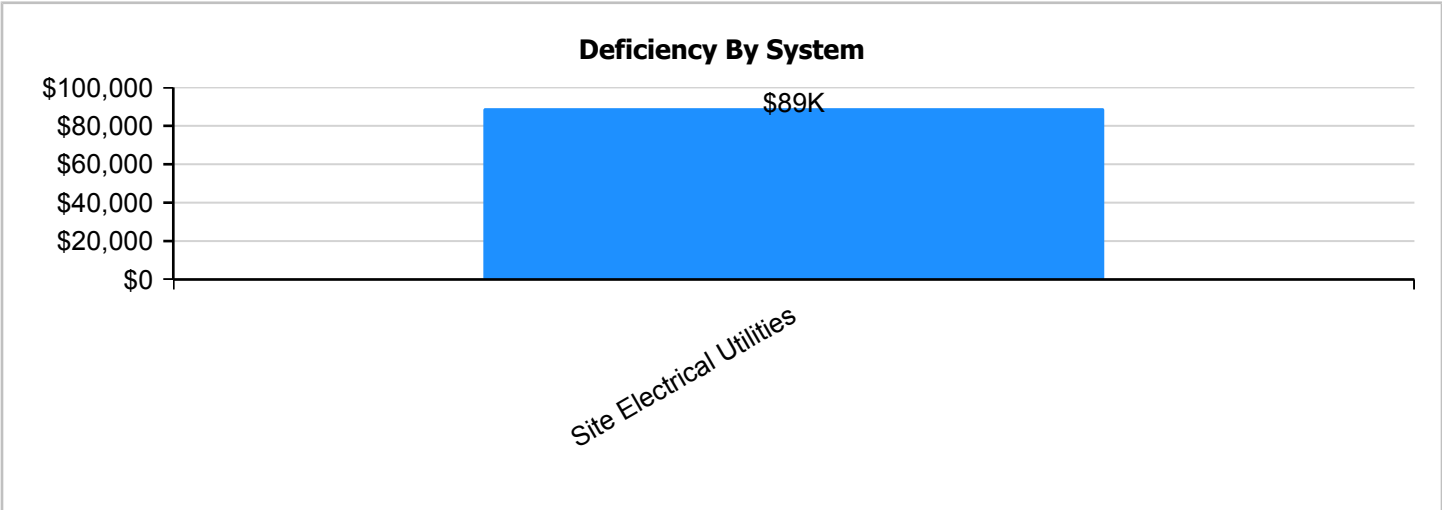 Deficiency By System
$100,000
$89K
$80,000
$60,000
$40,000
$20,000
$0
Site Electrical Utilities